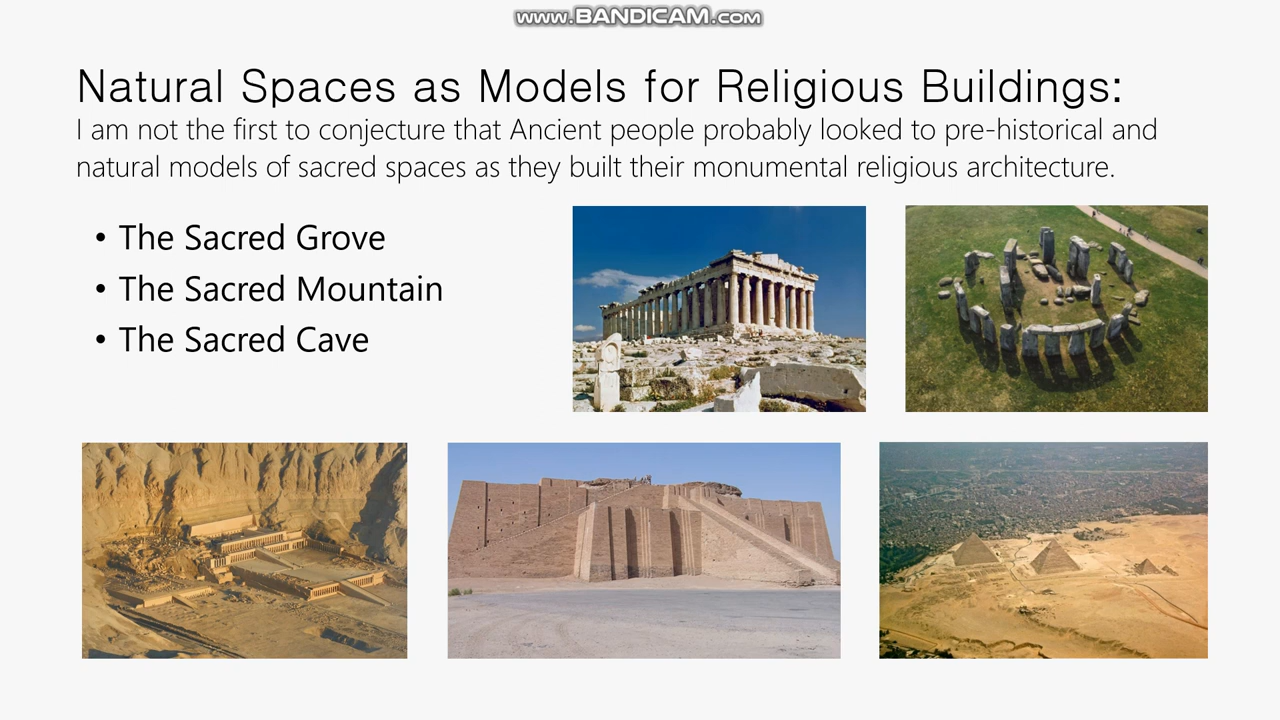 www.BANDICAM.com
Natural Spaces as Models for Religious Buildings:
I am not the first to conjecture that Ancient people probably looked to pre-historical and
natural models of sacred spaces as they built their monumental religious architecture.
• The Sacred Grove
• The Sacred Mountain
• The Sacred Cave